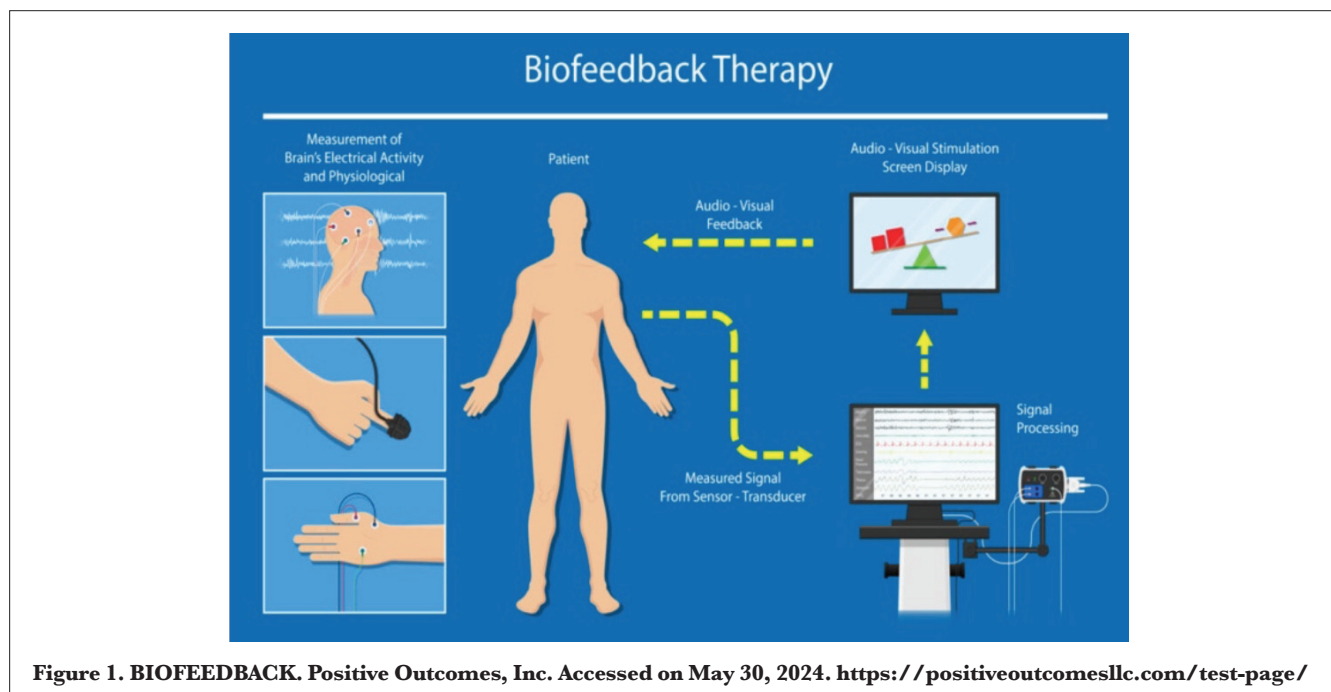 Biofeedback Therapy
Measurement of
Brain's Electrical Activity
and Physiological
Patient
Audio - Visual
Feedback
Audio - Visual Stimulation
Screen Display
Signal
Processing
Measured Signal
From Sensor - Transducer
Figure 1. BIOFEEDBACK. Positive Outcomes, Inc. Accessed on May 30, 2024. https://positiveoutcomesllc.com/test-page/